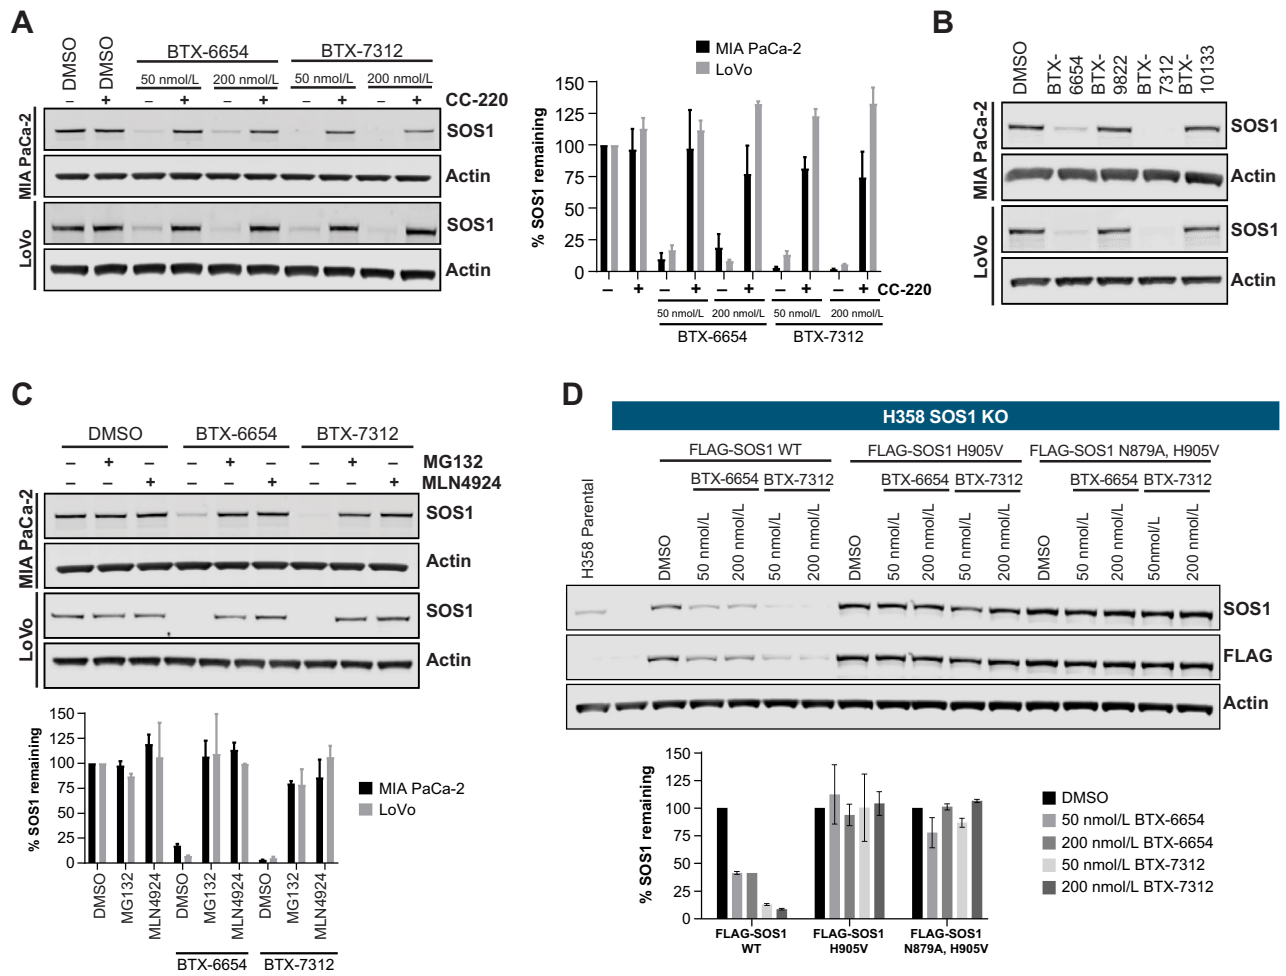 A
DMSO
DMSO
BTX-6654
BTX-7312
50 nmol/L
200 nmol/L
50 nmol/L
200 nmol/L
– + – + – + – + – + CC-220
MIA PaCa-2
SOS1
Actin
LoVo
SOS1
Actin
MIA PaCa-2
LoVo
% SOS1 remaining
150
125
100
75
50
25
0
– + – + – + – + – + CC-220
50 nmol/L
200 nmol/L
50 nmol/L
200 nmol/L
BTX-6654
BTX-7312
B
DMSO
BTX-
6654
BTX-
9822
BTX-
7312
BTX-
10133
MIA PaCa-2
SOS1
Actin
LoVo
SOS1
Actin
C
DMSO
BTX-6654
BTX-7312
– + – – + – – + – MG132
– – + – – + – – + MLN4924
MIA PaCa-2
SOS1
Actin
LoVo
SOS1
Actin
% SOS1 remaining
150
125
100
75
50
25
0
MIA PaCa-2
LoVo
DMSO
MG132
MLN4924
DMSO
MG132
MLN4924
DMSO
MG132
MLN4924
BTX-6654
BTX-7312
D
H358 SOS1 KO
FLAG-SOS1 WT
FLAG-SOS1 H905V
FLAG-SOS1 N879A, H905V
BTX-6654
BTX-7312
BTX-6654
BTX-7312
BTX-6654
BTX-7312
H358 Parental
DMSO
50 nmol/L
200 nmol/L
50 nmol/L
200 nmol/L
DMSO
50 nmol/L
200 nmol/L
50 nmol/L
200 nmol/L
DMSO
50 nmol/L
200 nmol/L
50nmol/L
200 nmol/L
SOS1
FLAG
Actin
% SOS1 remaining
150
125
100
75
50
25
0
FLAG-SOS1
WT
FLAG-SOS1
H905V
FLAG-SOS1
N879A, H905V
DMSO
50 nmol/L BTX-6654
200 nmol/L BTX-6654
50 nmol/L BTX-7312
200 nmol/L BTX-7312